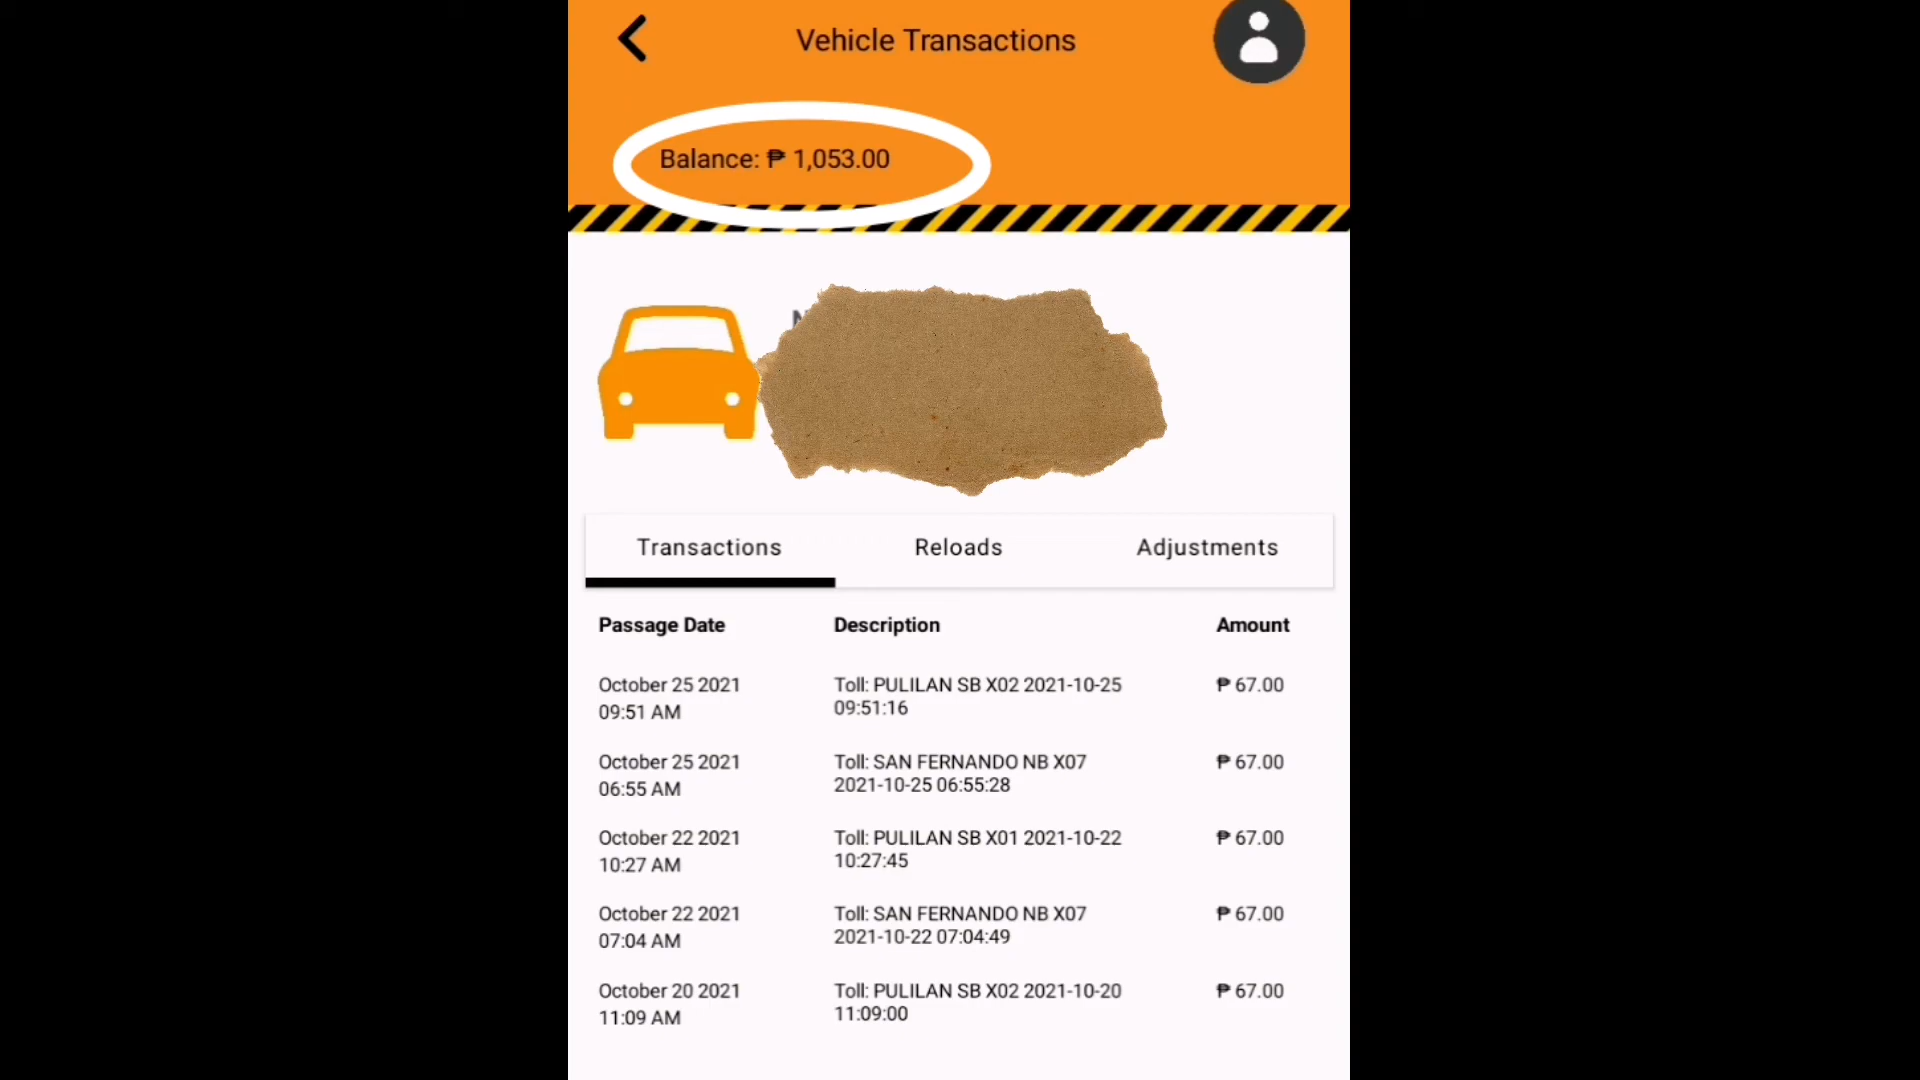 Vehicle Transactions
Balance: ₱ 1,053.00
Transactions Reloads Adjustments
Passage Date Description Amount
October 25 2021 Toll: PULILAN SB X02 2021-10-25 ₱ 67.00
09:51 AM 09:51:16
October 25 2021 Toll: SAN FERNANDO NB X07 ₱ 67.00
06:55 AM 2021-10-25 06:55:28
October 22 2021 Toll: PULILAN SB X01 2021-10-22 ₱ 67.00
10:27 AM 10:27:45
October 22 2021 Toll: SAN FERNANDO NB X07 ₱ 67.00
07:04 AM 2021-10-22 07:04:49
October 20 2021 Toll: PULILAN SB X02 2021-10-20 ₱ 67.00
11:09 AM 11:09:00